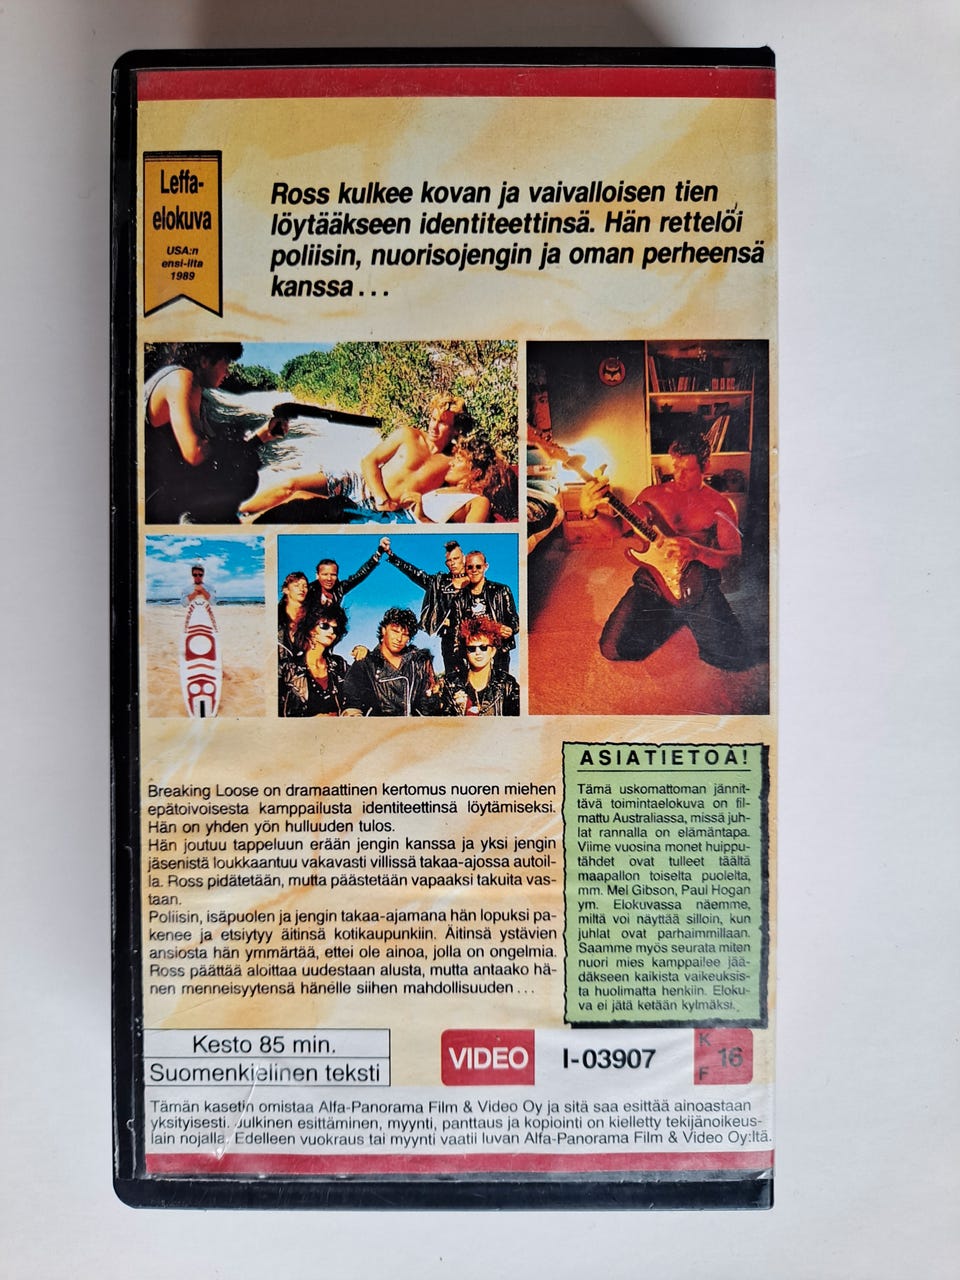 Leffa-
elokuva
USA:n
ensi-ilta
1989
Ross kulkee kovan ja vaivalloisen tien
löytääkseen identiteettinsä. Hän rettelöi
poliisin, nuorisojengin ja oman perheensä
kanssa...
Breaking Loose on dramaattinen kertomus nuoren miehen
epätoivoisesta kamppailusta identiteettinsä löytämiseksi.
Hän on yhden yön hulluuden tulos.
Hän joutuu tappeluun erään jengin kanssa ja yksi jengin
jäsenistä loukkaantuu vakavasti villissä takaa-ajossa autoil-
la. Ross pidätetään, mutta päästetään vapaaksi takuita vas-
taan.
Poliisin, isäpuolen ja jengin takaa-ajamana hän lopuksi pa-
kenee ja etsiytyy äitinsä kotikaupunkiin. Äitinsä ystävien
ansiosta hän ymmärtää, ettei ole ainoa, jolla on ongelmia.
Ross päättää aloittaa uudestaan alusta, mutta antaako hä-
nen menneisyytensä hänelle siihen mahdollisuuden...
ASIATIETOA!
Tämä uskomattoman jännit-
tävä toimintaelokuva on fil-
mattu Australiassa, missä juh-
lat rannalla on elämäntapa.
Viime vuosina monet huippu-
tähdet ovat tulleet täältä
maapallon toiselta puolelta,
mm. Mel Gibson, Paul Hogan
ym. Elokuvassa näemme,
miltä voi näyttää silloin, kun
juhlat ovat parhaimmillaan.
Saamme myös seurata miten
nuori mies kamppailee jää-
däkseen kaikista vaikeuksis-
ta huolimatta henkiin. Eloku-
va ei jätä ketään kylmäksi.
Kesto 85 min.
Suomenkielinen teksti
VIDEO
I-03907
K
16
F
Tämän kasetin omistaa Alfa-Panorama Film & Video Oy ja sitä saa esittää ainoastaan
yksityisesti. Julkinen esittäminen, myynti, panttaus ja kopiointi on kielletty tekijänoikeus-
lain nojalla. Edelleen vuokraus tai myynti vaatii luvan Alfa-Panorama Film & Video Oy:ltä.